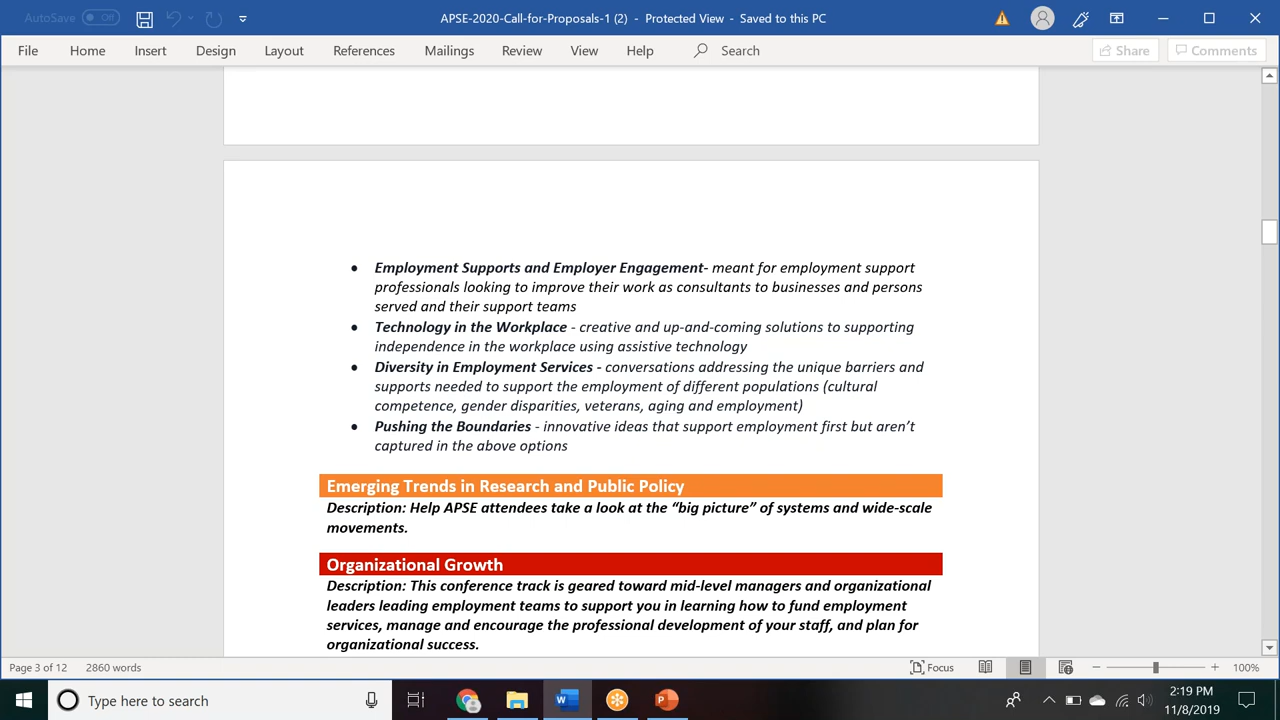 AutoSave Off
APSE-2020-Call-for-Proposals-1 (2) - Protected View - Saved to this PC
File Home Insert Design Layout References Mailings Review View Help Search Share Comments
• Employment Supports and Employer Engagement- meant for employment support
professionals looking to improve their work as consultants to businesses and persons
served and their support teams
• Technology in the Workplace - creative and up-and-coming solutions to supporting
independence in the workplace using assistive technology
• Diversity in Employment Services - conversations addressing the unique barriers and
supports needed to support the employment of different populations (cultural
competence, gender disparities, veterans, aging and employment)
• Pushing the Boundaries - innovative ideas that support employment first but aren't
captured in the above options
Emerging Trends in Research and Public Policy
Description: Help APSE attendees take a look at the “big picture” of systems and wide-scale
movements.
Organizational Growth
Description: This conference track is geared toward mid-level managers and organizational
leaders leading employment teams to support you in learning how to fund employment
services, manage and encourage the professional development of your staff, and plan for
organizational success.
Page 3 of 12 2860 words Focus 100%
Type here to search
2:19 PM
11/8/2019